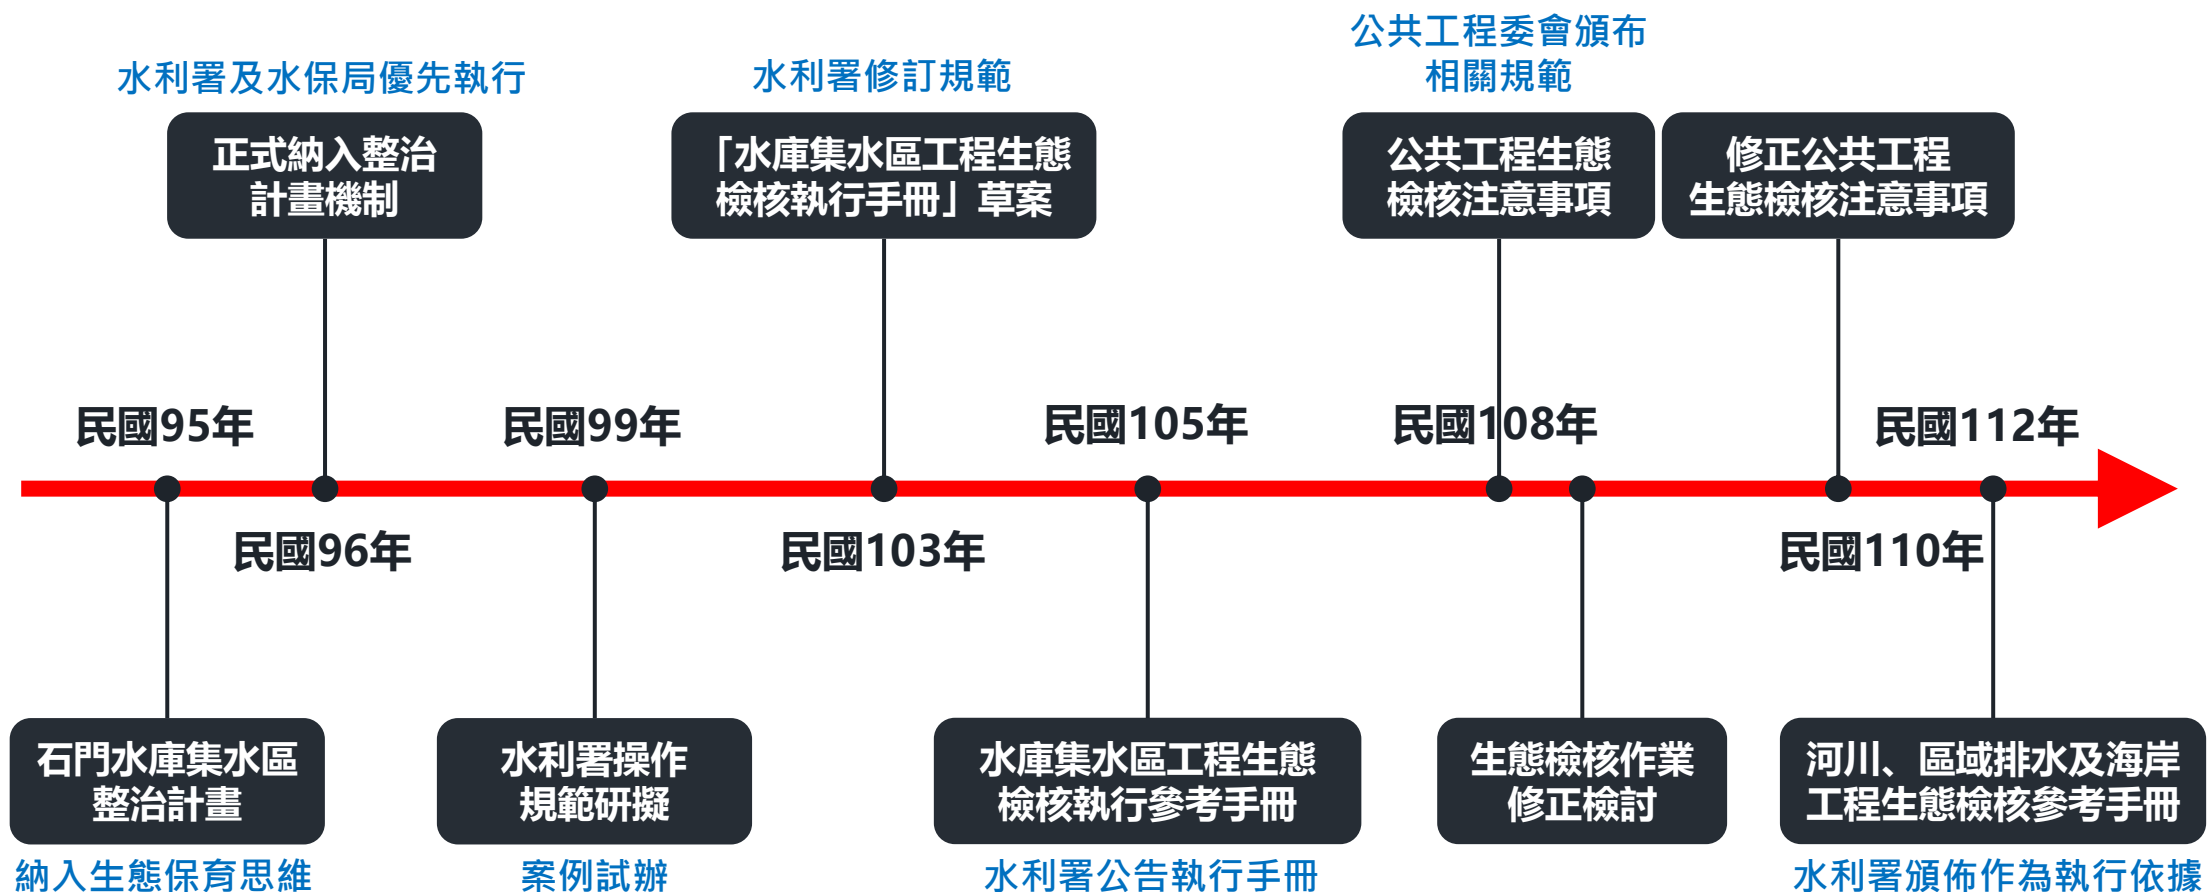 公共工程委會頒布
相關規範
水利署及水保局優先執行
水利署修訂規範
正式納入整治
計畫機制
「水庫集水區工程生態
檢核執行手冊」草案
公共工程生態
檢核注意事項
修正公共工程
生態檢核注意事項
民國95年
民國99年
民國105年
民國108年
民國112年
民國96年
民國103年
民國110年
石門水庫集水區
整治計畫
水利署操作
規範研擬
水庫集水區工程生態
檢核執行參考手冊
生態檢核作業
修正檢討
河川、區域排水及海岸
工程生態檢核參考手冊
納入生態保育思維
案例試辦
水利署公告執行手冊
水利署頒佈作為執行依據